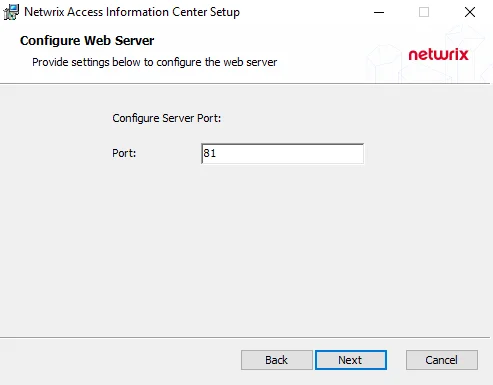 Netwrix Access Information Center Setup
Configure Web Server
Provide settings below to configure the web server
netwrix
Configure Server Port:
Port: 81
Back Next Cancel